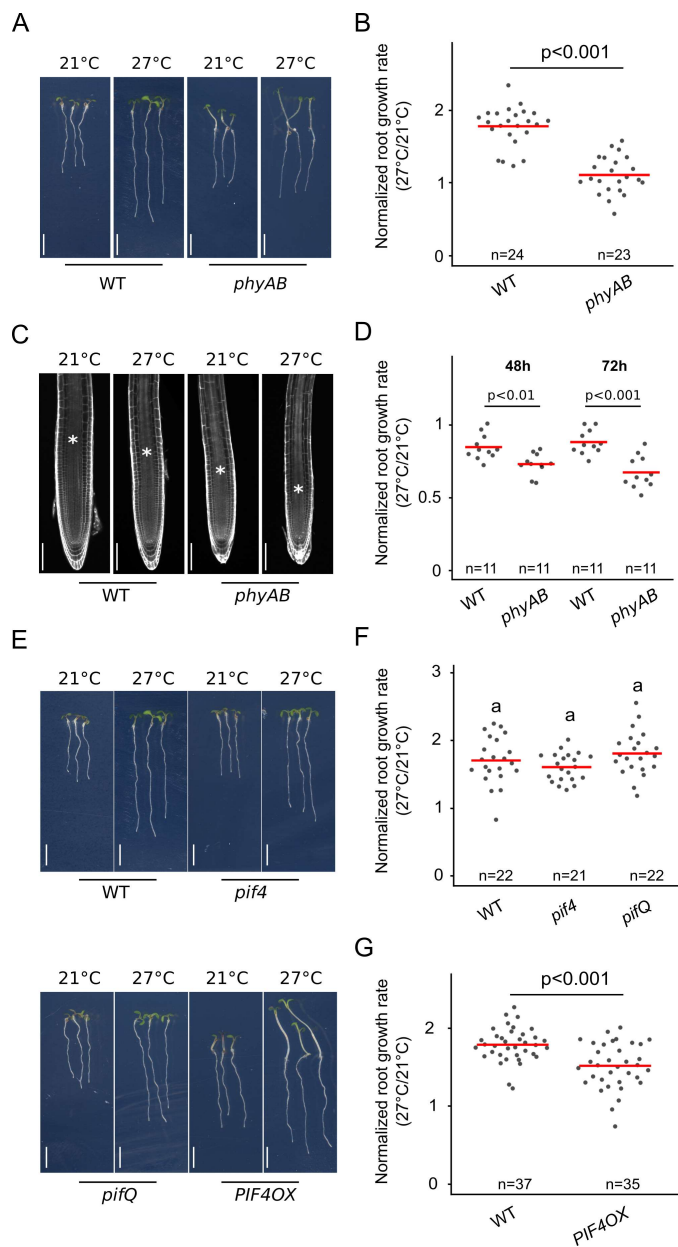 A
21°C 27°C 21°C 27°C
WT phyAB
B
Normalized root growth rate
(27°C/21°C)
p<0.001
2
1
0
n=24 n=23
WT phyAB
C
21°C 27°C 21°C 27°C
* * * *
WT phyAB
D
Normalized root growth rate
(27°C/21°C)
48h 72h
p<0.01 p<0.001
1
0.5
0
n=11 n=11 n=11 n=11
WT phyAB WT phyAB
E
21°C 27°C 21°C 27°C
WT pif4
F
Normalized root growth rate
(27°C/21°C)
3
a a a
2
1
0
n=22 n=21 n=22
WT pif4 pifQ
21°C 27°C 21°C 27°C
pifQ PIF4OX
G
Normalized root growth rate
(27°C/21°C)
p<0.001
2
1
0
n=37 n=35
WT PIF4OX